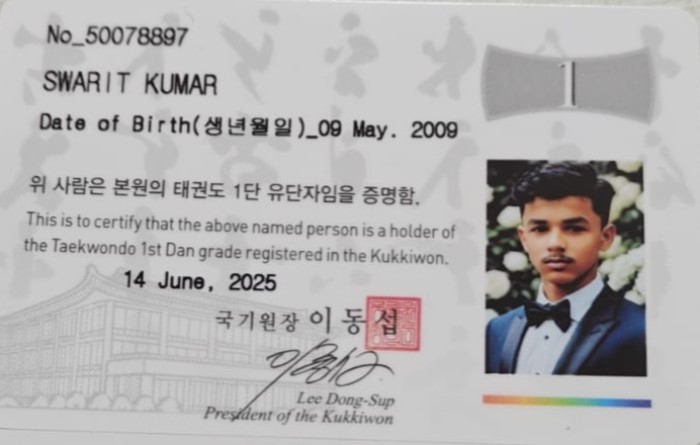 No_50078897
1
SWARIT KUMAR
Date of Birth(생년월일)_09 May. 2009
위 사람은 본원의 태권도 1단 유단자임을 증명함.
This is to certify that the above named person is a holder of
the Taekwondo 1st Dan grade registered in the Kukkiwon.
14 June, 2025
국기원장 이동섭
Lee Dong-Sup
President of the Kukkiwon